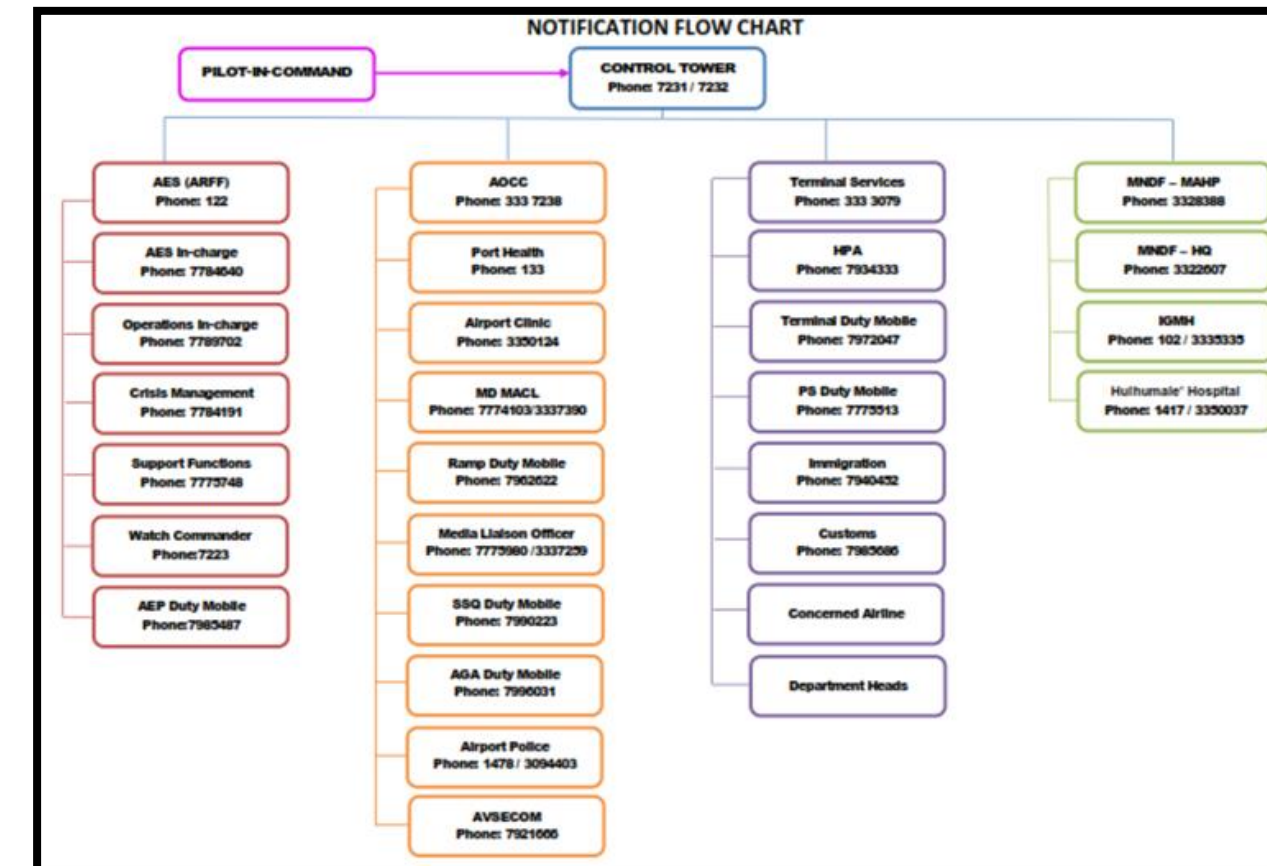 NOTIFICATION FLOW CHART
PILOT-IN-COMMAND
CONTROL TOWER
Phone: 7231 / 7232
AES (ARFF)
Phone: 122
AES In-charge
Phone: 7784640
Operations In-charge
Phone: 7789702
Crisis Management
Phone: 7784191
Support Functions
Phone: 7775748
Watch Commander
Phone:7223
AEP Duty Mobile
Phone:7985487
AOCC
Phone: 333 7238
Port Health
Phone: 133
Airport Clinic
Phone: 3350124
MD MACL
Phone: 7774103/3337390
Ramp Duty Mobile
Phone: 7962622
Media Liaison Officer
Phone: 7775980 /3337259
SSQ Duty Mobile
Phone: 7990223
AGA Duty Mobile
Phone: 7996031
Airport Police
Phone: 1478 / 3094403
AVSECOM
Phone: 7921666
Terminal Services
Phone: 333 3079
HPA
Phone: 7934333
Terminal Duty Mobile
Phone: 7972047
PS Duty Mobile
Phone: 7775513
Immigration
Phone: 7940452
Customs
Phone: 7985686
Concerned Airline
Department Heads
MNDF – MAHP
Phone: 3328388
MNDF – HQ
Phone: 3322607
IGMH
Phone: 102 / 3335335
Hulhumale' Hospital
Phone: 1417 / 3350037